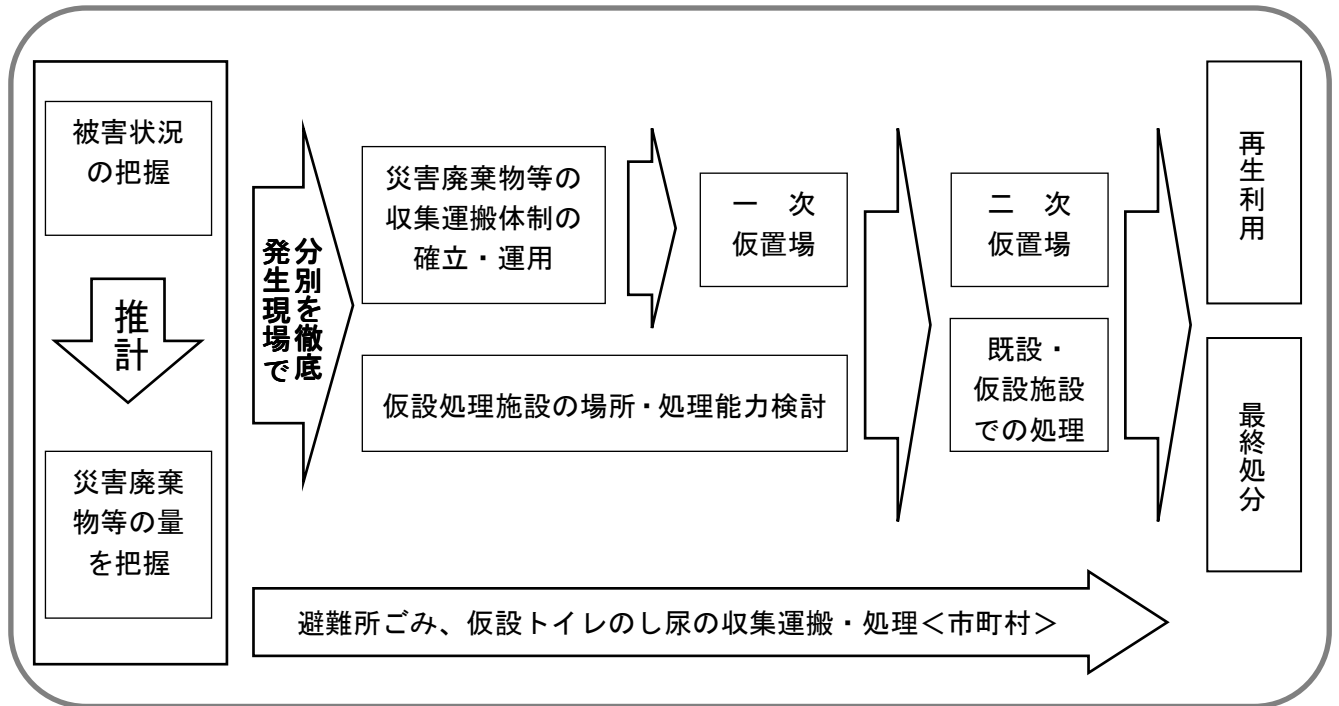 被害状況
の把握
推計
災害廃棄
物等の量
を把握
発生現場で
分別を徹底
災害廃棄物等の
収集運搬体制の
確立・運用
仮設処理施設の場所・処理能力検討
一　次
仮置場
二　次
仮置場
既設・
仮設施設
での処理
再生利用
最終処分
避難所ごみ、仮設トイレのし尿の収集運搬・処理＜市町村＞